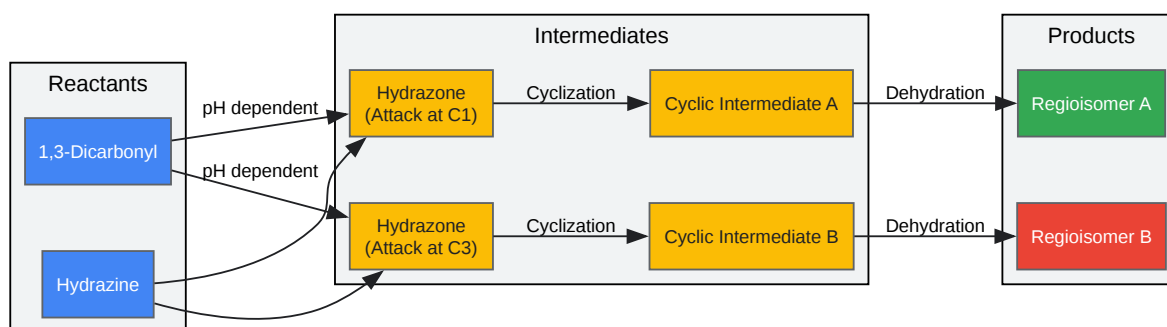 Reactants
1,3-Dicarbonyl
Hydrazine
pH dependent
pH dependent
Intermediates
Hydrazone
(Attack at C1)
Cyclization
Cyclic Intermediate A
Hydrazone
(Attack at C3)
Cyclization
Cyclic Intermediate B
Dehydration
Dehydration
Products
Regioisomer A
Regioisomer B